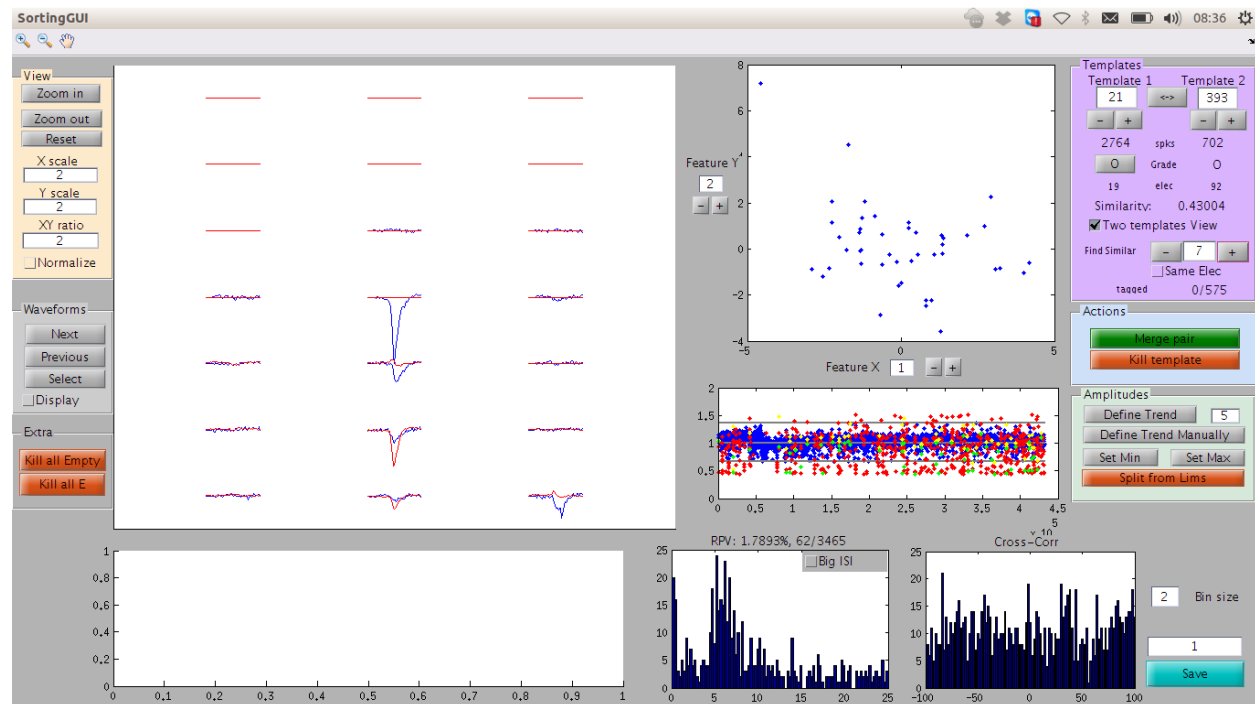 SortingGUI
08:36
View
Zoom in
Zoom out
Reset
X scale
2
Y scale
2
XY ratio
2
Normalize
Waveforms
Next
Previous
Select
Display
Extra
Kill all Empty
Kill all E
8
6
4
2
0
-2
-4
-5 0 5
Feature Y
2
- +
Feature X 1 - +
2
1.5
1
0.5
0
0 0.5 1 1.5 2 2.5 3 3.5 4 4.5
x 10^5
Templates
Template 1 Template 2
21 <-> 393
- + - +
2764 spks 702
O Grade O
19 elec 92
Similarity: 0.43004
Two templates View
Find Similar - 7 +
Same Elec
tagged 0/575
Actions
Merge pair
Kill template
Amplitudes
Define Trend 5
Define Trend Manually
Set Min Set Max
Split from Lims
1
0.8
0.6
0.4
0.2
0
0 0.1 0.2 0.3 0.4 0.5 0.6 0.7 0.8 0.9 1
RPV: 1.7893%, 62/3465
Big ISI
25
20
15
10
5
0
0 5 10 15 20 25
Cross-Corr
25
20
15
10
5
0
-100 -50 0 50 100
2 Bin size
1
Save